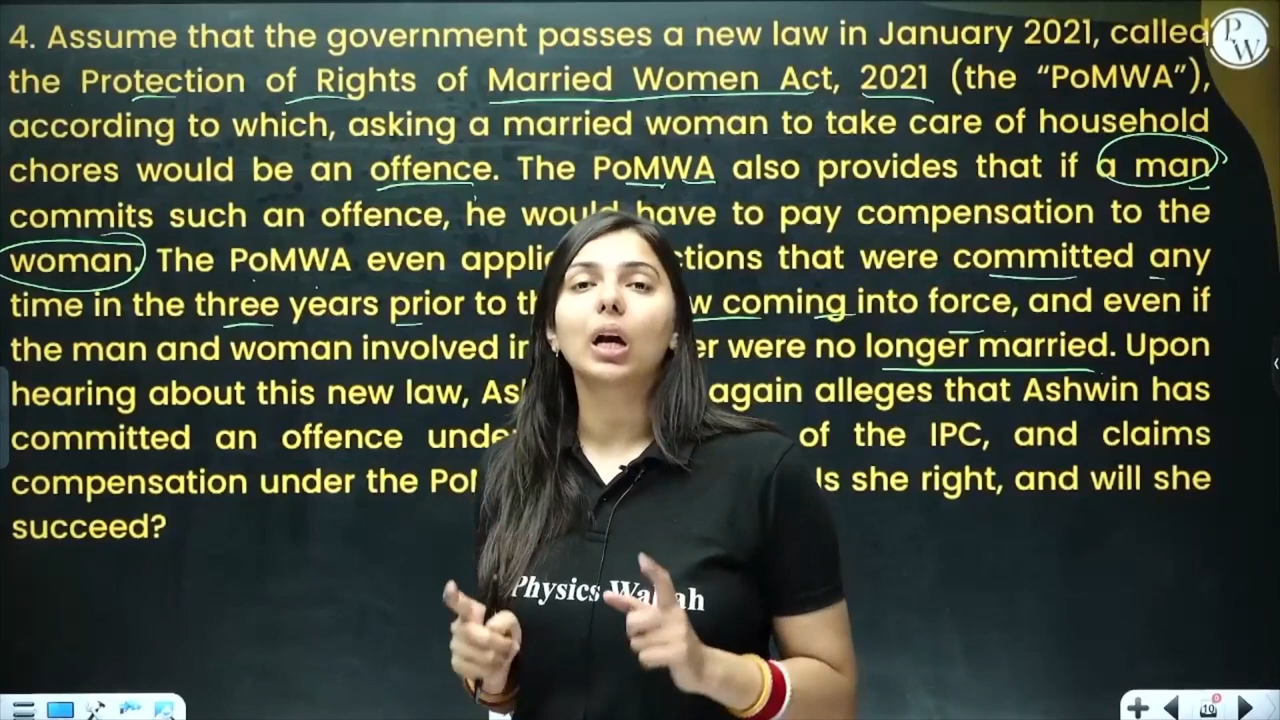 4. Assume that the government passes a new law in January 2021, called
the Protection of Rights of Married Women Act, 2021 (the “PoMWA”),
according to which, asking a married woman to take care of household
chores would be an offence. The PoMWA also provides that if a man
commits such an offence, he would have to pay compensation to the
woman. The PoMWA even applie ctions that were committed any
time in the three years prior to th w coming into force, and even if
the man and woman involved in er were no longer married. Upon
hearing about this new law, As again alleges that Ashwin has
committed an offence unde of the IPC, and claims
compensation under the Po Is she right, and will she
succeed?
PW
Physics Wallah
10